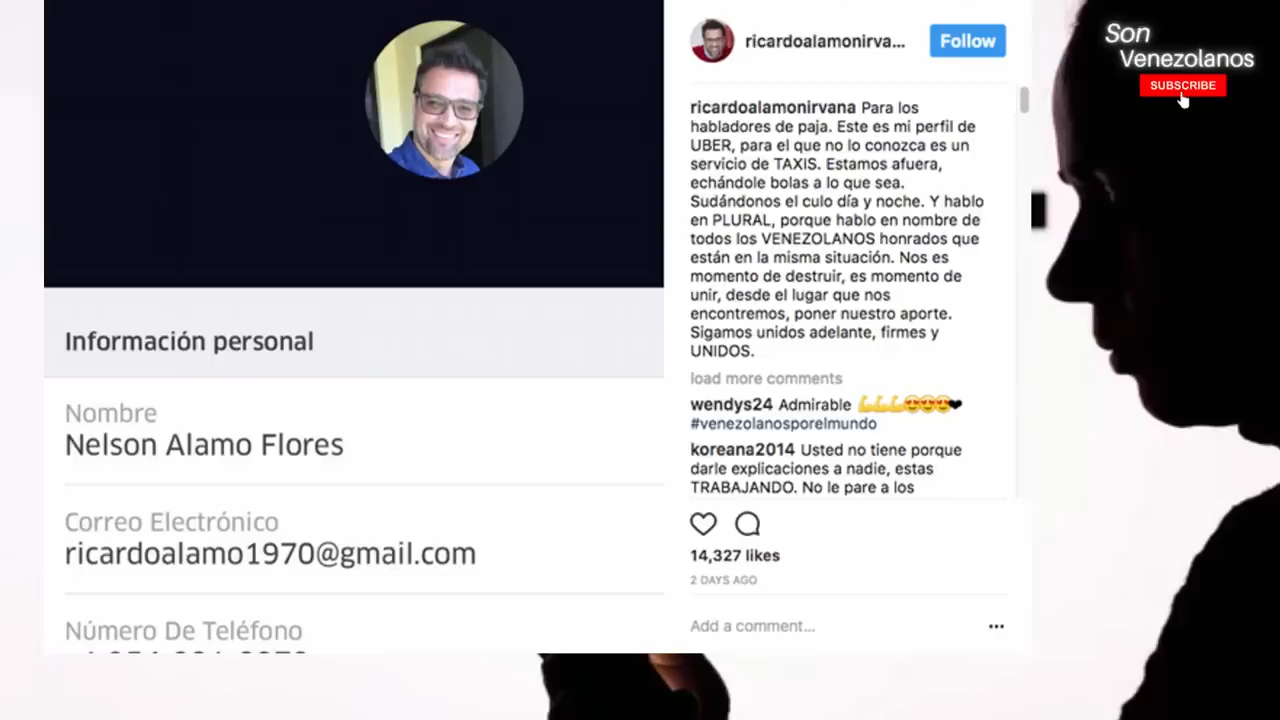 Información personal
Nombre
Nelson Alamo Flores
Correo Electrónico
ricardoalamo1970@gmail.com
Número De Teléfono
ricardoalamonirva...
Follow
ricardoalamonirvana Para los
habladores de paja. Este es mi perfil de
UBER, para el que no lo conozca es un
servicio de TAXIS. Estamos afuera,
echándole bolas a lo que sea.
Sudándonos el culo día y noche. Y hablo
en PLURAL, porque hablo en nombre de
todos los VENEZOLANOS honrados que
están en la misma situación. Nos es
momento de destruir, es momento de
unir, desde el lugar que nos
encontremos, poner nuestro aporte.
Sigamos unidos adelante, firmes y
UNIDOS.
load more comments
wendys24 Admirable 💪💪💪😍😍😍❤
#venezolanosporelmundo
koreana2014 Usted no tiene porque
darle explicaciones a nadie, estas
TRABAJANDO. No le pare a los
14,327 likes
2 DAYS AGO
Add a comment...
Son
Venezolanos
SUBSCRIBE